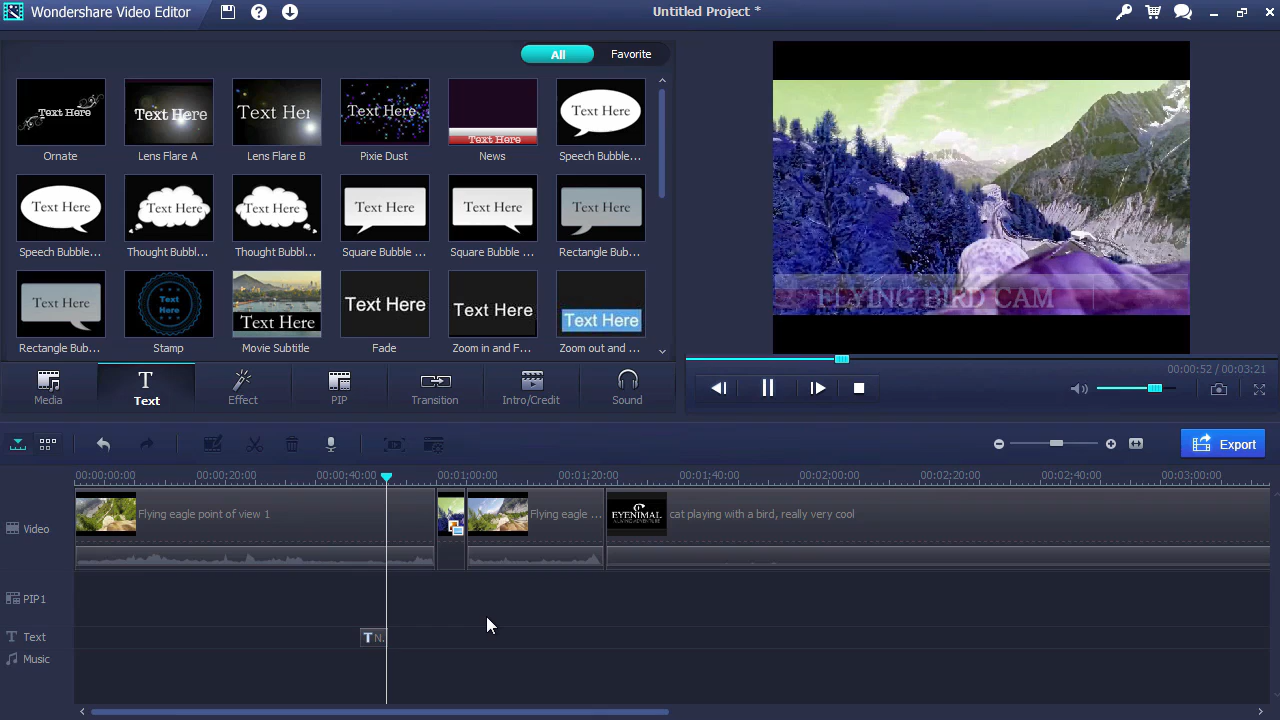 Wondershare Video Editor
Untitled Project *
All
Favorite
Text Here
Text Here
Text Here
Text Here
Text Here
Ornate
Lens Flare A
Lens Flare B
Pixie Dust
News
Speech Bubble...
Text Here
Text Here
Text Here
Text Here
Text Here
Text Here
Speech Bubble...
Thought Bubbl...
Thought Bubbl...
Square Bubble ...
Square Bubble ...
Rectangle Bub...
Text Here
Text Here
Text Here
Text Here
Text Here
Text Here
Rectangle Bub...
Stamp
Movie Subtitle
Fade
Zoom in and F...
Zoom out and ...
FLYING BIRD CAM
Media
Text
Effect
PIP
Transition
Intro/Credit
Sound
00:00:52 / 00:03:21
Export
00:00:00:00
00:00:20:00
00:00:40:00
00:01:00:00
00:01:20:00
00:01:40:00
00:02:00:00
00:02:20:00
00:02:40:00
00:03:00:00
Video
Flying eagle point of view 1
Flying eagle ...
EYENIMAL
cat playing with a bird, really very cool
PIP1
Text
T N.
Music